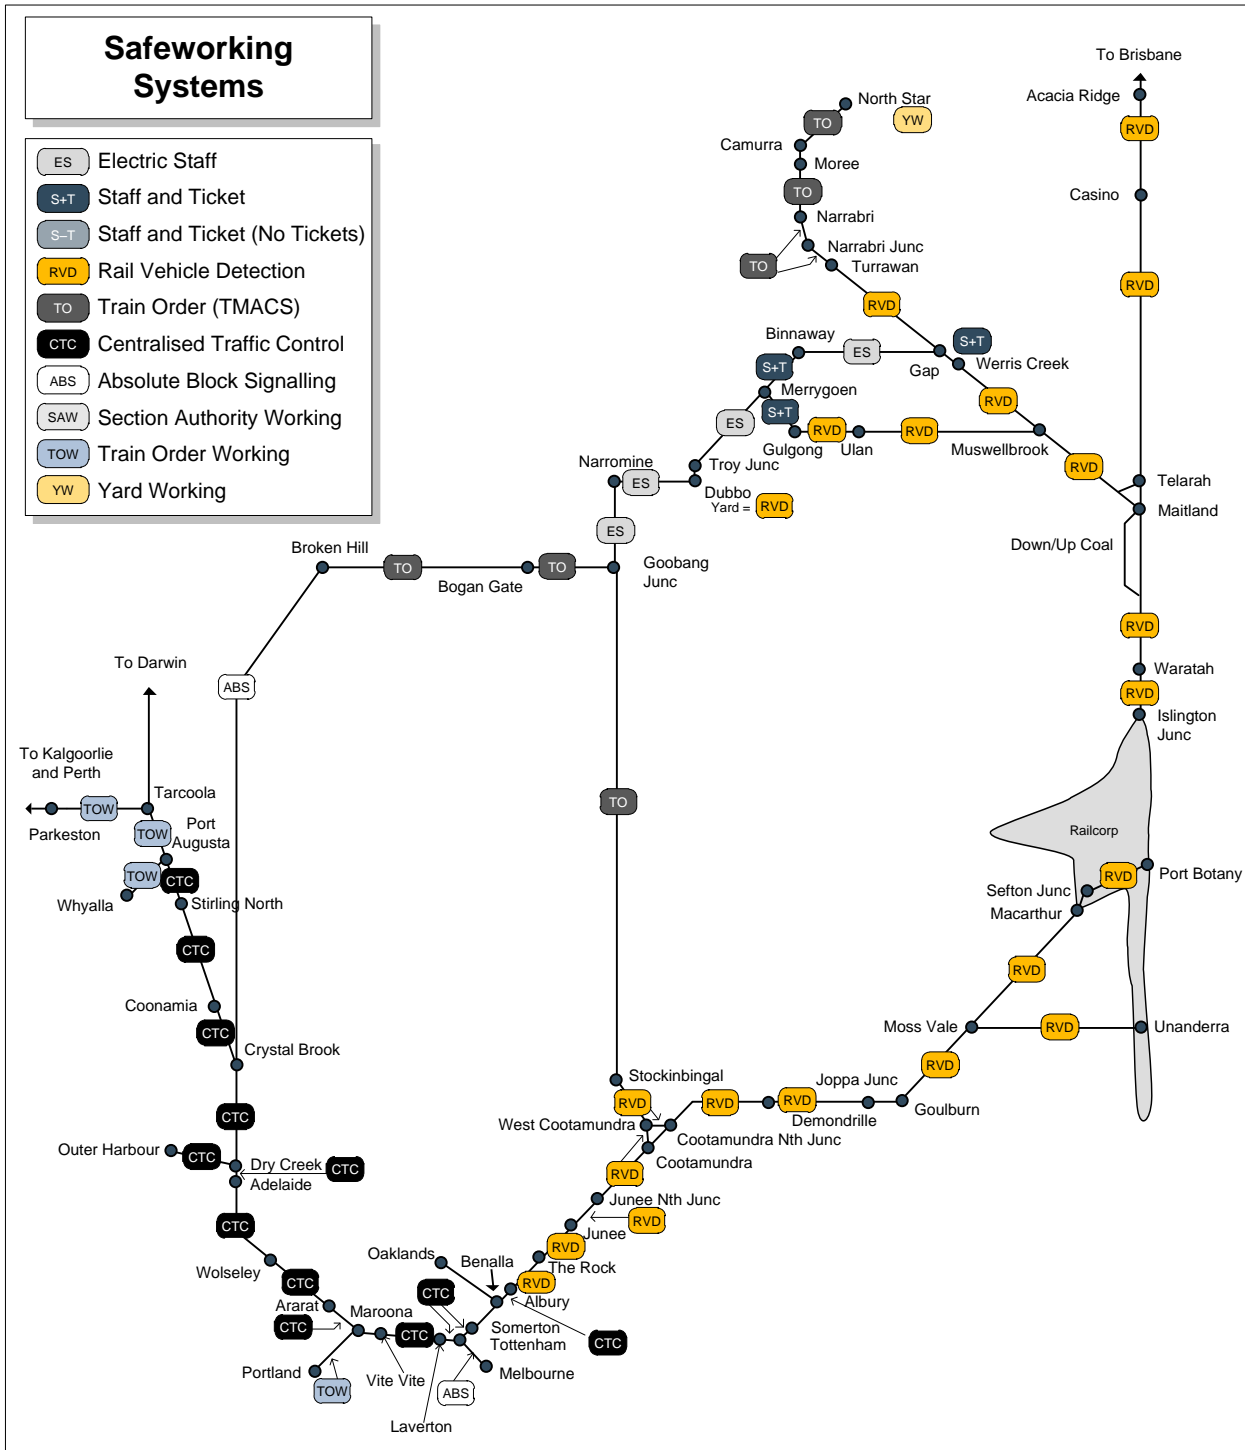 Safeworking
Systems
ES Electric Staff
S+T Staff and Ticket
S–T Staff and Ticket (No Tickets)
RVD Rail Vehicle Detection
TO Train Order (TMACS)
CTC Centralised Traffic Control
ABS Absolute Block Signalling
SAW Section Authority Working
TOW Train Order Working
YW Yard Working
To Brisbane
Acacia Ridge
RVD
Casino
RVD
North Star
YW
TO
Camurra
Moree
TO
Narrabri
Narrabri Junc
TO
Turrawan
RVD
Binnaway
ES
S+T
Gap
Werris Creek
S+T
Merrygoen
S+T
ES
Gulgong
RVD
Ulan
RVD
RVD
Muswellbrook
RVD
Telarah
Maitland
Down/Up Coal
RVD
Waratah
RVD
Islington
Junc
Narromine
ES
Troy Junc
Dubbo
Yard =
RVD
ES
Broken Hill
TO
Bogan Gate
TO
Goobang
Junc
To Darwin
ABS
To Kalgoorlie
and Perth
Tarcoola
TOW
Parkeston
TOW
Port
Augusta
TOW
CTC
Whyalla
Stirling North
CTC
Coonamia
CTC
Crystal Brook
TO
Railcorp
RVD
Port Botany
Sefton Junc
Macarthur
RVD
Moss Vale
RVD
Unanderra
RVD
Joppa Junc
Goulburn
Stockinbingal
RVD
RVD
RVD
Demondrille
West Cootamundra
Cootamundra Nth Junc
Cootamundra
RVD
CTC
Outer Harbour
CTC
Dry Creek
CTC
Adelaide
CTC
Junee Nth Junc
Junee
RVD
RVD
The Rock
RVD
Wolseley
CTC
Ararat
CTC
Maroona
CTC
Oaklands
Benalla
CTC
Albury
CTC
Somerton
Tottenham
Melbourne
Portland
TOW
Vite Vite
ABS
Laverton